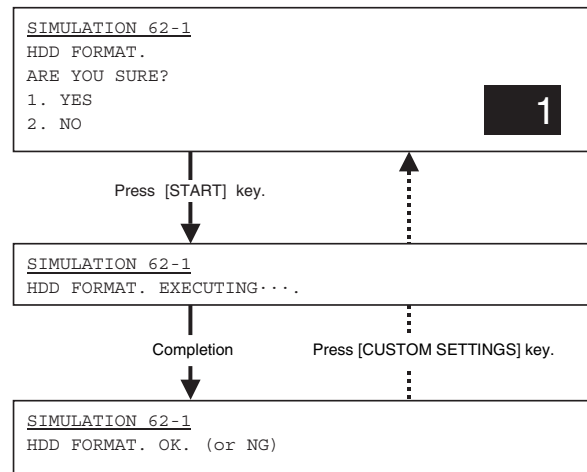 SIMULATION 62-1
HDD FORMAT.
ARE YOU SURE?
1. YES
2. NO
1
Press [START] key.
SIMULATION 62-1
HDD FORMAT. EXECUTING···.
Completion
Press [CUSTOM SETTINGS] key.
SIMULATION 62-1
HDD FORMAT. OK. (or NG)